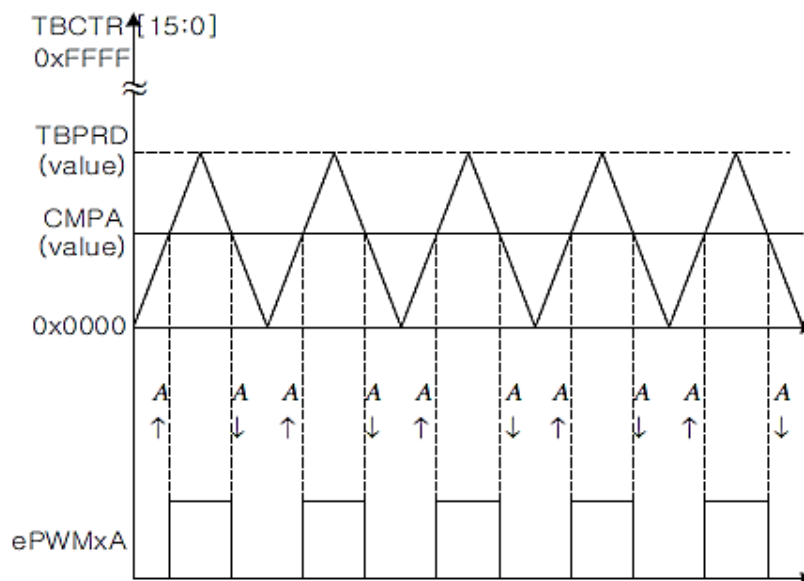 TBCTR [15:0]
0xFFFF
TBPRD
(value)
CMPA
(value)
0x0000
A A A A A A A A A A
↑ ↓ ↑ ↓ ↑ ↓ ↑ ↓ ↑ ↓
ePWMxA